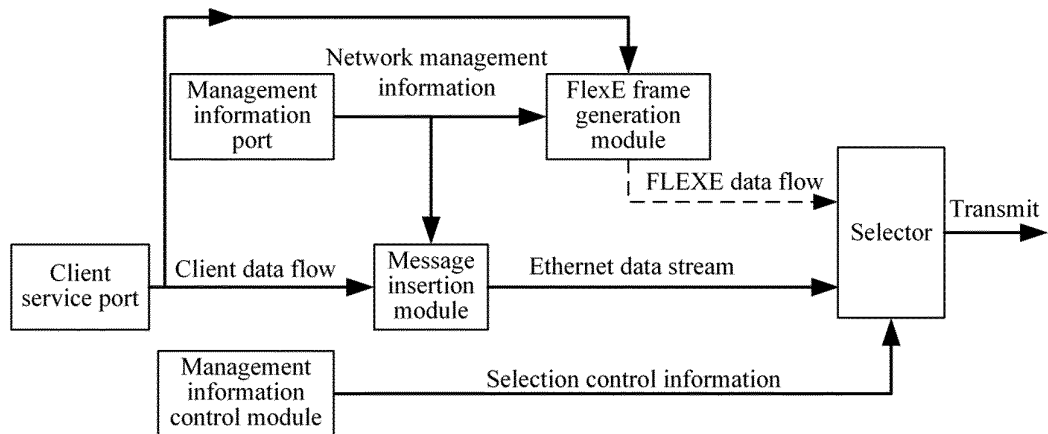 Network management
information
Management
information
port
FlexE frame
generation
module
FLEXE data flow
Selector
Transmit
Client
service port
Client data flow
Message
insertion
module
Ethernet data stream
Management
information
control module
Selection control information